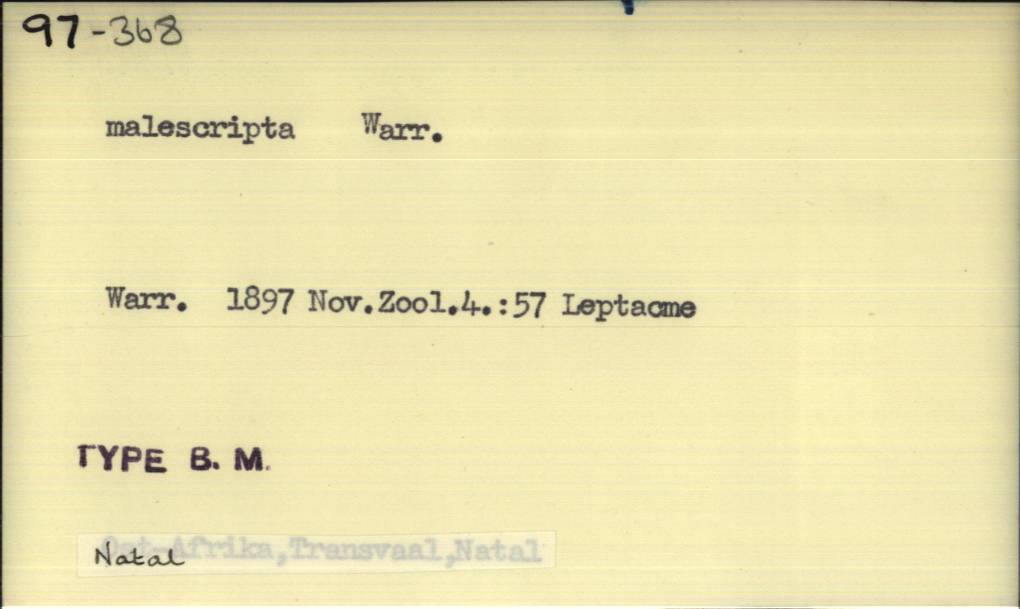 97-368
malescripta Warr.
Warr. 1897 Nov.Zool.4.:57 Leptacme
TYPE B. M.
Ost-Afrika,Transvaal,Natal
Natal